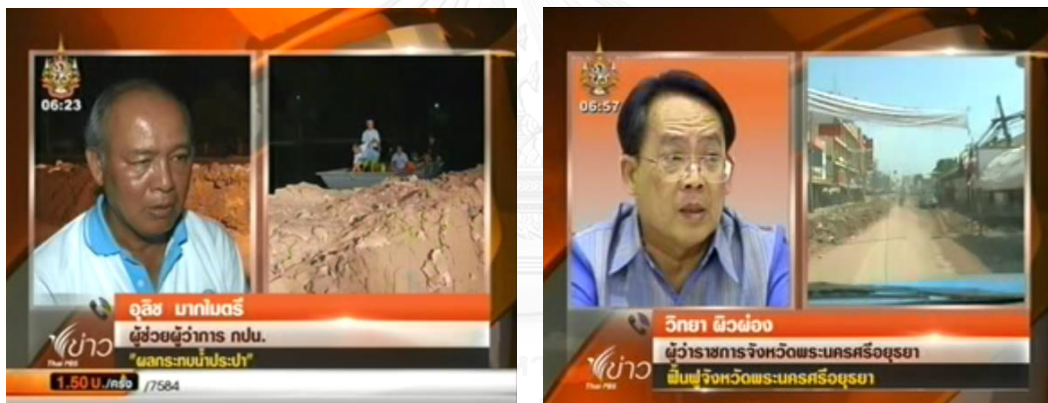 06:23
อุลิช มากไมตรี
ผู้ช่วยผู้ว่าการ กปน.
"ผลกระทบน้ำประปา"
ข่าว
Thai PBS
1.50 บ./ครั้ง /7584
06:57
วิทยา ผิวผ่อง
ผู้ว่าราชการจังหวัดพระนครศรีอยุธยา
ฟื้นฟูจังหวัดพระนครศรีอยุธยา
ข่าว
Thai PBS